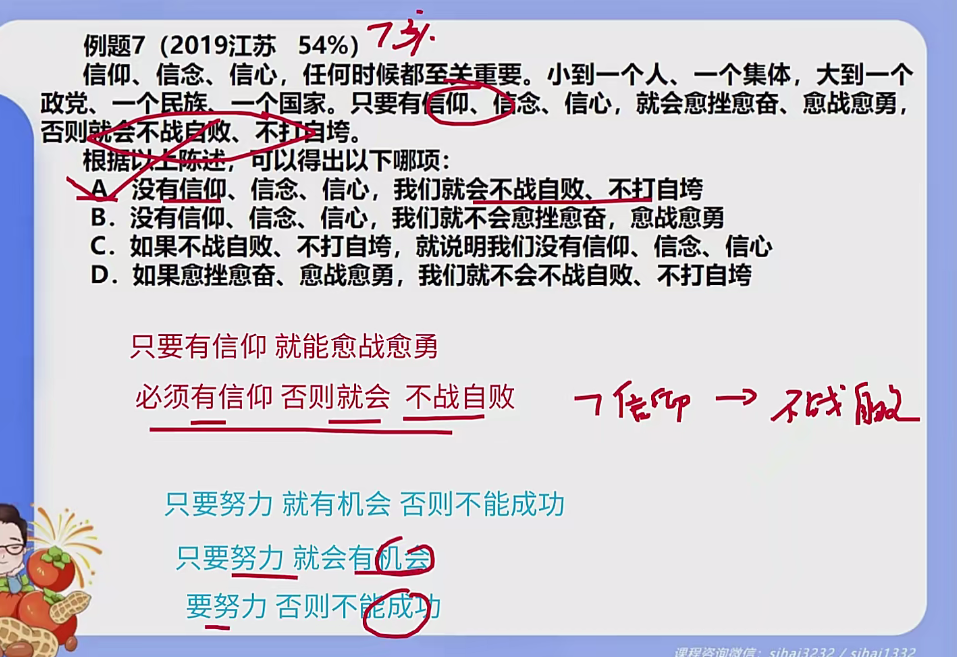 例题7（2019江苏 54%）
信仰、信念、信心，任何时候都至关重要。小到一个人、一个集体，大到一个
政党、一个民族、一个国家。只要有信仰、信念、信心，就会愈挫愈奋、愈战愈勇，
否则就会不战自败、不打自垮。
根据以上陈述，可以得出以下哪项：
A．没有信仰、信念、信心，我们就会不战自败、不打自垮
B．没有信仰、信念、信心，我们就不会愈挫愈奋，愈战愈勇
C．如果不战自败、不打自垮，就说明我们没有信仰、信念、信心
D．如果愈挫愈奋、愈战愈勇，我们就不会不战自败、不打自垮
只要有信仰 就能愈战愈勇
必须有信仰 否则就会 不战自败
¬信仰 → 不战自败
只要努力 就有机会 否则不能成功
只要努力 就会有机会
要努力 否则不能成功
课程咨询微信：sihai3232 / sihai1332